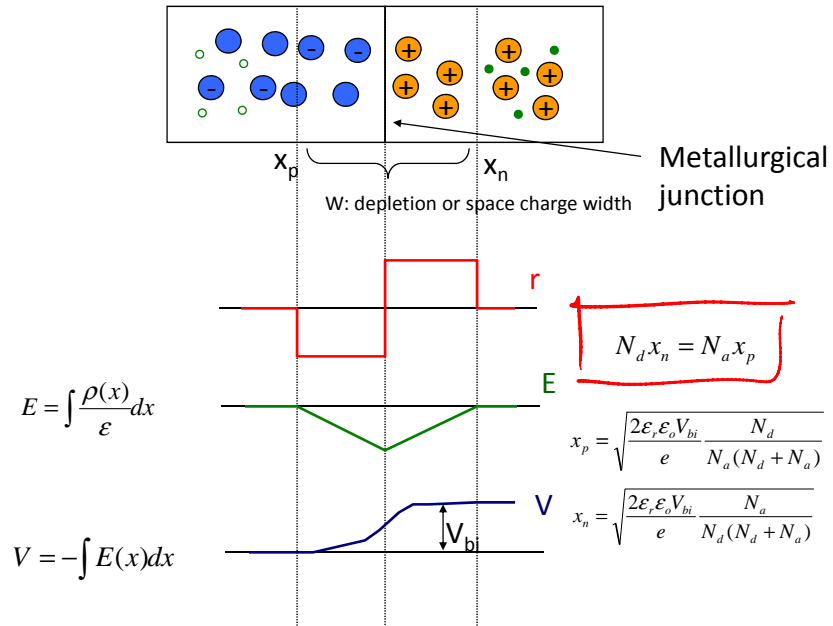 - - - -
+ + + + + + +
x_p x_n
Metallurgical
junction
W: depletion or space charge width
r
N_d x_n = N_a x_p
E
E = ∫ ρ(x)/ε dx
x_p = √(2ε_r ε_o V_bi / e · N_d / N_a(N_d + N_a))
V
x_n = √(2ε_r ε_o V_bi / e · N_a / N_d(N_d + N_a))
V_bi
V = −∫ E(x)dx